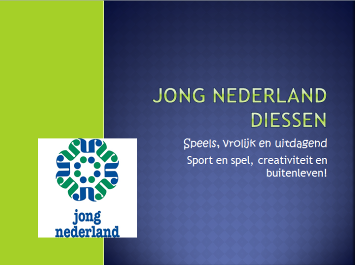 JONG NEDERLAND
DIESSEN
Speels, vrolijk en uitdagend
Sport en spel, creativiteit en
buitenleven!
jong
nederland